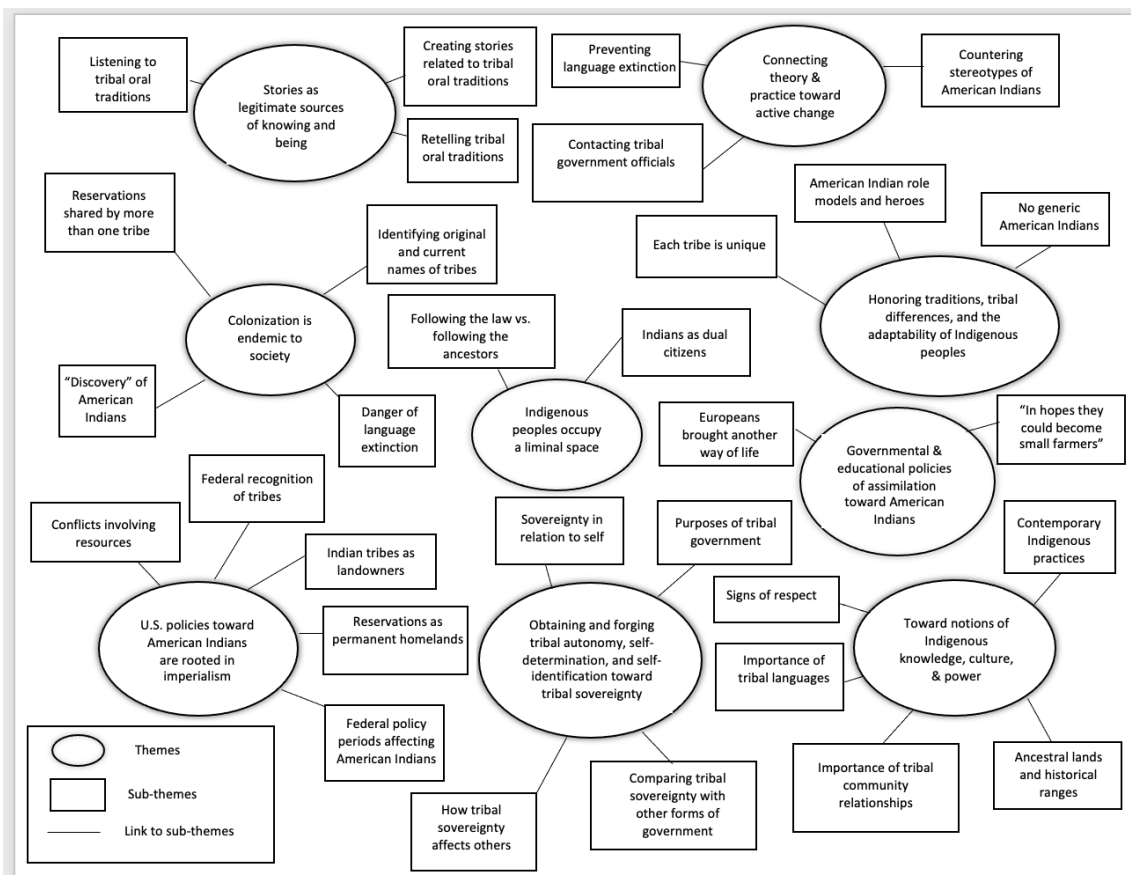 Listening to
tribal oral
traditions
Stories as
legitimate sources
of knowing and
being
Creating stories
related to tribal
oral traditions
Retelling tribal
oral traditions
Preventing
language extinction
Connecting
theory &
practice toward
active change
Countering
stereotypes of
American Indians
Contacting tribal
government officials
Reservations
shared by more
than one tribe
Identifying original
and current
names of tribes
Colonization is
endemic to
society
“Discovery” of
American
Indians
Danger of
language
extinction
American Indian role
models and heroes
No generic
American Indians
Each tribe is unique
Honoring traditions, tribal
differences, and the
adaptability of Indigenous
peoples
Following the law vs.
following the
ancestors
Indians as dual
citizens
Indigenous
peoples occupy
a liminal space
Europeans
brought another
way of life
“In hopes they
could become
small farmers”
Governmental &
educational policies
of assimilation
toward American
Indians
Federal recognition
of tribes
Conflicts involving
resources
Indian tribes as
landowners
U.S. policies toward
American Indians
are rooted in
imperialism
Reservations as
permanent homelands
Federal policy
periods affecting
American Indians
Sovereignty in
relation to self
Purposes of tribal
government
Obtaining and forging
tribal autonomy, self-
determination, and self-
identification toward
tribal sovereignty
How tribal
sovereignty
affects others
Comparing tribal
sovereignty with
other forms of
government
Contemporary
Indigenous
practices
Signs of respect
Toward notions of
Indigenous
knowledge, culture,
& power
Importance of
tribal languages
Importance of tribal
community
relationships
Ancestral lands
and historical
ranges
Themes
Sub-themes
Link to sub-themes